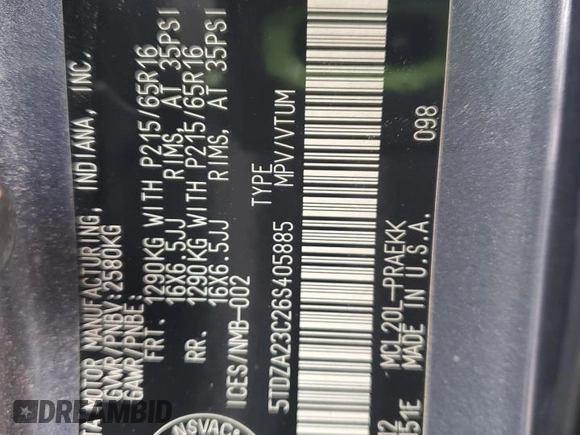 TA MOTOR MANUFACTURING, INDIANA, INC.
GVWR/PNBV: 2580KG
GAWR/PNBE:
FRT. 1290KG WITH P215/65R16
16X6.5JJ RIMS, AT 35PSI
RR. 1290KG WITH P215/65R16
16X6.5JJ RIMS, AT 35PSI
ICES/NMB-002
5TDZA23C26S405885
TYPE
MPV/VTUM
098
MCL20L-PRAEKK
151E MADE IN U.S.A.
NSVAC
DREAMBID